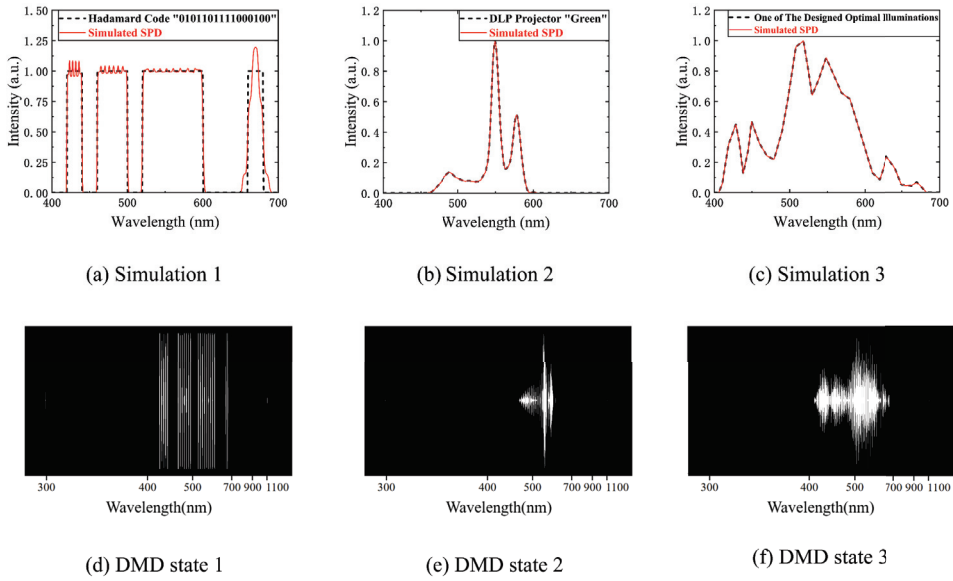 Hadamard Code "0101101111000100"
Simulated SPD
Intensity (a.u.)
1.50
1.25
1.00
0.75
0.50
0.25
0.00
400 500 600 700
Wavelength (nm)
(a) Simulation 1
DLP Projector "Green"
Simulated SPD
Intensity (a.u.)
1.0
0.8
0.6
0.4
0.2
0.0
400 500 600 700
Wavelength (nm)
(b) Simulation 2
One of The Designed Optimal Illuminations
Simulated SPD
Intensity (a.u.)
1.0
0.8
0.6
0.4
0.2
0.0
400 500 600 700
Wavelength (nm)
(c) Simulation 3
300 400 500 700 900 1100
Wavelength(nm)
(d) DMD state 1
300 400 500 700 900 1100
Wavelength(nm)
(e) DMD state 2
300 400 500 700 900 1100
Wavelength(nm)
(f) DMD state 3